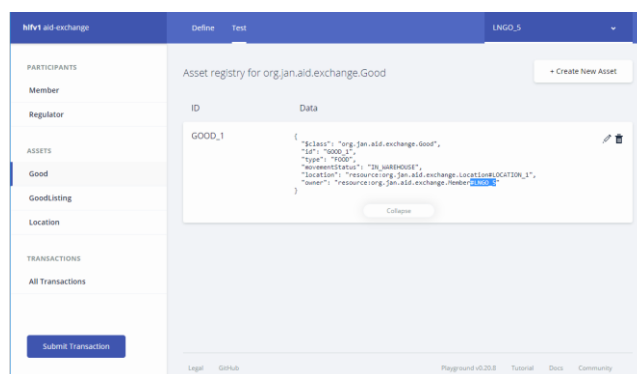 hlfv1 aid-exchange
Define Test
LNGO_5
PARTICIPANTS
Member
Regulator
ASSETS
Good
GoodListing
Location
TRANSACTIONS
All Transactions
Submit Transaction
Asset registry for org.jan.aid.exchange.Good
+ Create New Asset
ID Data
GOOD_1
{
"$class": "org.jan.aid.exchange.Good",
"id": "GOOD_1",
"type": "FOOD",
"movementStatus": "IN_WAREHOUSE",
"location": "resource:org.jan.aid.exchange.Location#LOCATION_1",
"owner": "resource:org.jan.aid.exchange.Member#LNGO_5"
}
Collapse
Legal GitHub
Playground v0.20.8 Tutorial Docs Community